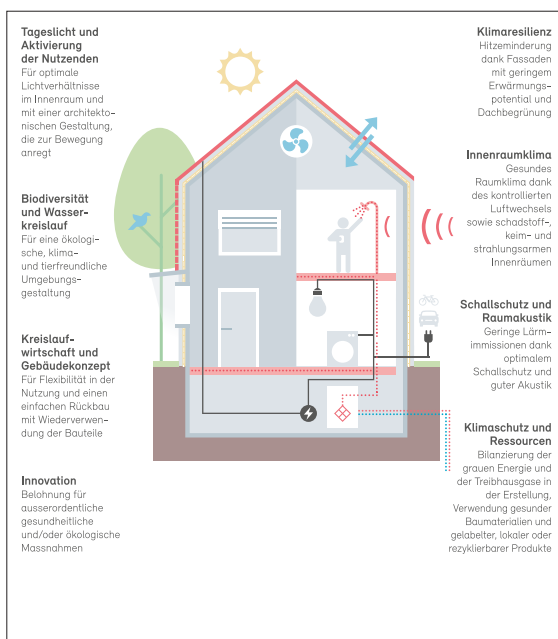 Tageslicht und
Aktivierung
der Nutzenden
Für optimale
Lichtverhältnisse
im Innenraum und
mit einer architekto-
nischen Gestaltung,
die zur Bewegung
anregt
Biodiversität
und Wasser-
kreislauf
Für eine ökologi-
sche, klima-
und tierfreundliche
Umgebungs-
gestaltung
Kreislauf-
wirtschaft und
Gebäudekonzept
Für Flexibilität in der
Nutzung und einen
einfachen Rückbau
mit Wiederverwen-
dung der Bauteile
Innovation
Belohnung für
ausserordentliche
gesundheitliche
und/oder ökologische
Massnahmen
Klimaresilienz
Hitzeminderung
dank Fassaden
mit geringem
Erwärmungs-
potential und
Dachbegrünung
Innenraumklima
Gesundes
Raumklima dank
des kontrollierten
Luftwechsels
sowie schadstoff-,
keim- und
strahlungsarmen
Innenräumen
Schallschutz und
Raumakustik
Geringe Lärm-
immissionen dank
optimalem
Schallschutz und
guter Akustik
Klimaschutz und
Ressourcen
Bilanzierung der
grauen Energie und
der Treibhausgase in
der Erstellung,
Verwendung gesunder
Baumaterialien und
gelabelter, lokaler oder
rezyklierbarer Produkte